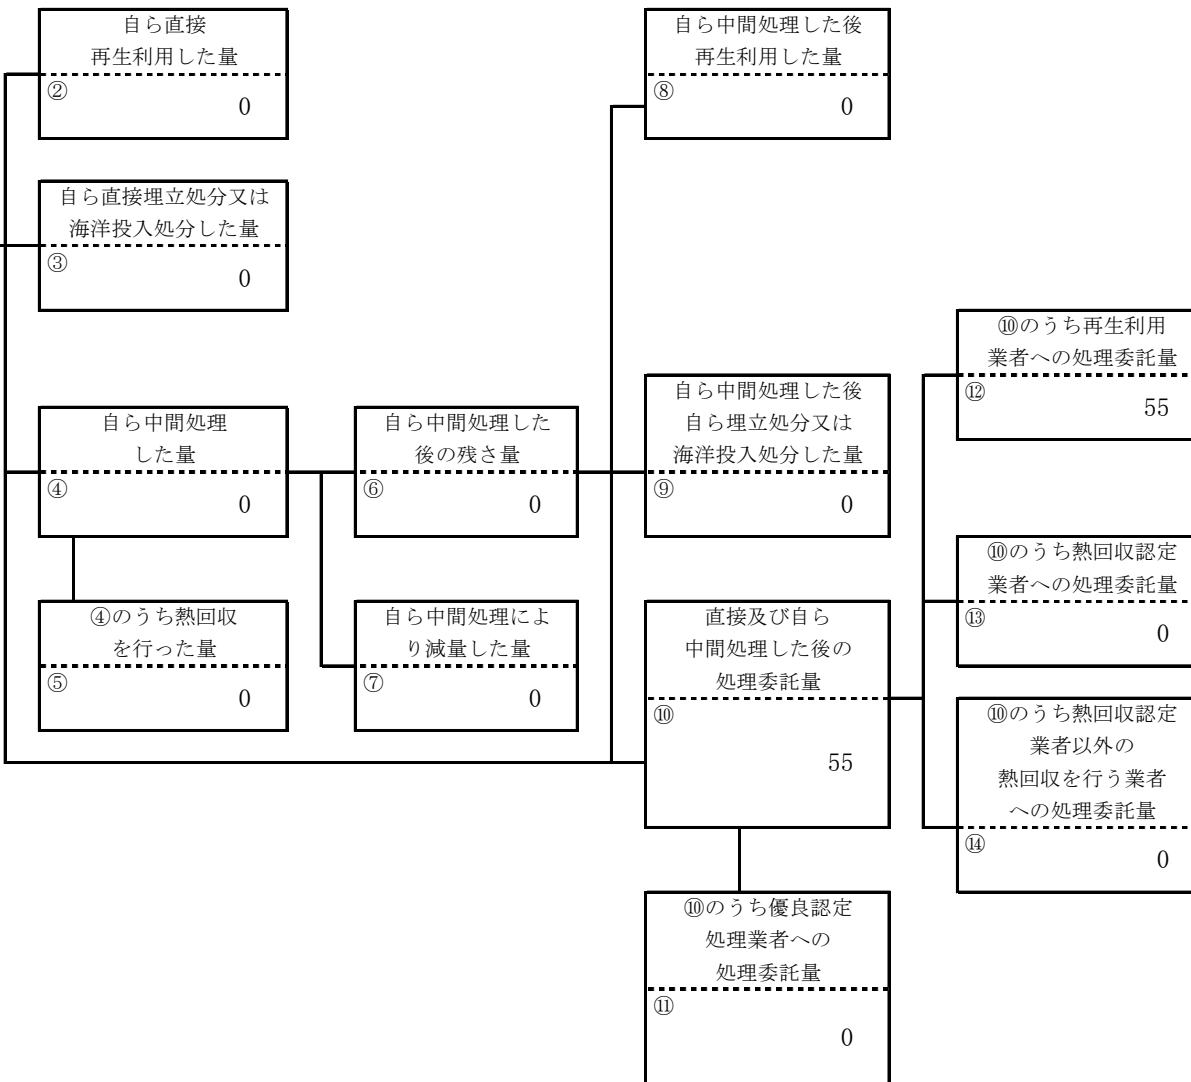 自ら直接
再生利用した量
②
0
自ら中間処理した後
再生利用した量
⑧
0
自ら直接埋立処分又は
海洋投入処分した量
③
0
⑩のうち再生利用
業者への処理委託量
⑫
55
自ら中間処理
した量
④
0
自ら中間処理した
後の残さ量
⑥
0
自ら中間処理した後
自ら埋立処分又は
海洋投入処分した量
⑨
0
⑩のうち熱回収認定
業者への処理委託量
⑬
0
④のうち熱回収
を行った量
⑤
0
自ら中間処理によ
り減量した量
⑦
0
直接及び自ら
中間処理した後の
処理委託量
⑩
55
⑩のうち熱回収認定
業者以外の
熱回収を行う業者
への処理委託量
⑭
0
⑩のうち優良認定
処理業者への
処理委託量
⑪
0